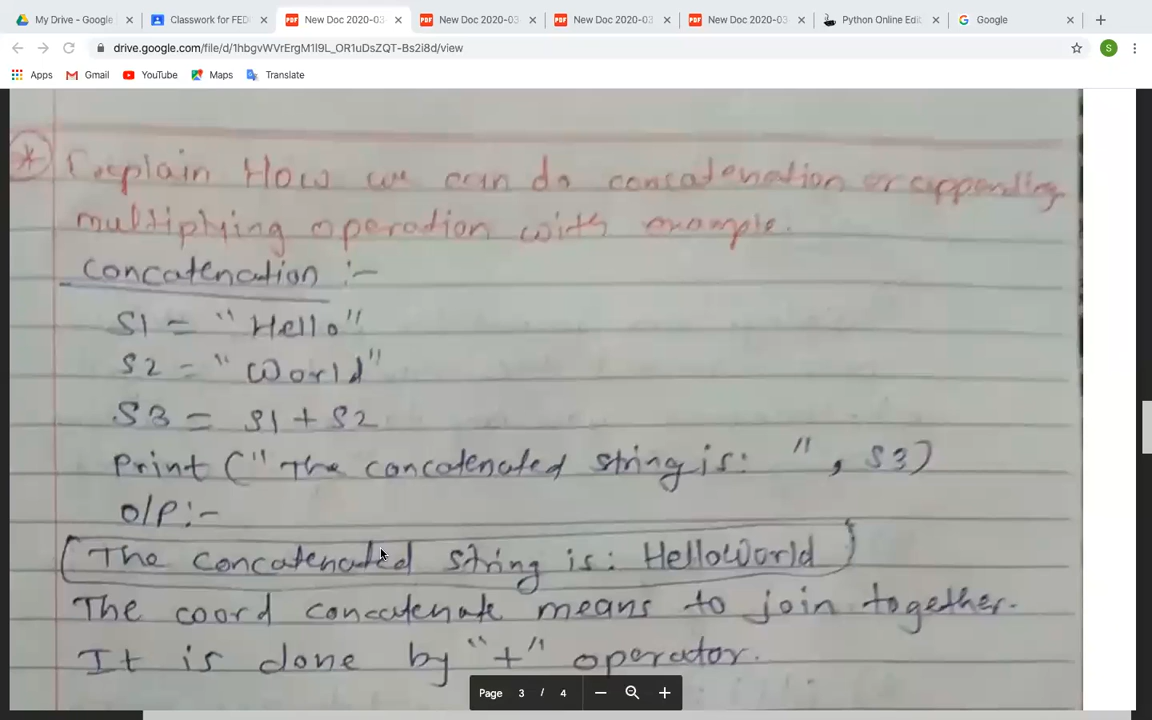 My Drive - Google
Classwork for FED
New Doc 2020-03-
New Doc 2020-03-
New Doc 2020-03-
New Doc 2020-03-
Python Online Edit
Google
drive.google.com/file/d/1hbgvWVrErgM1I9L_OR1uDsZQT-Bs2i8d/view
S
Apps
Gmail
YouTube
Maps
Translate
* Explain How we can do concatenation or appending
multiplying operation with example.
Concatenation :-
S1 = "Hello"
S2 = "World"
S3 = S1 + S2
Print ("The concatenated string is: ", S3)
O/P:-
The concatenated string is: HelloWorld
The word concatenate means to join together.
It is done by "+" operator.
Page 3 / 4